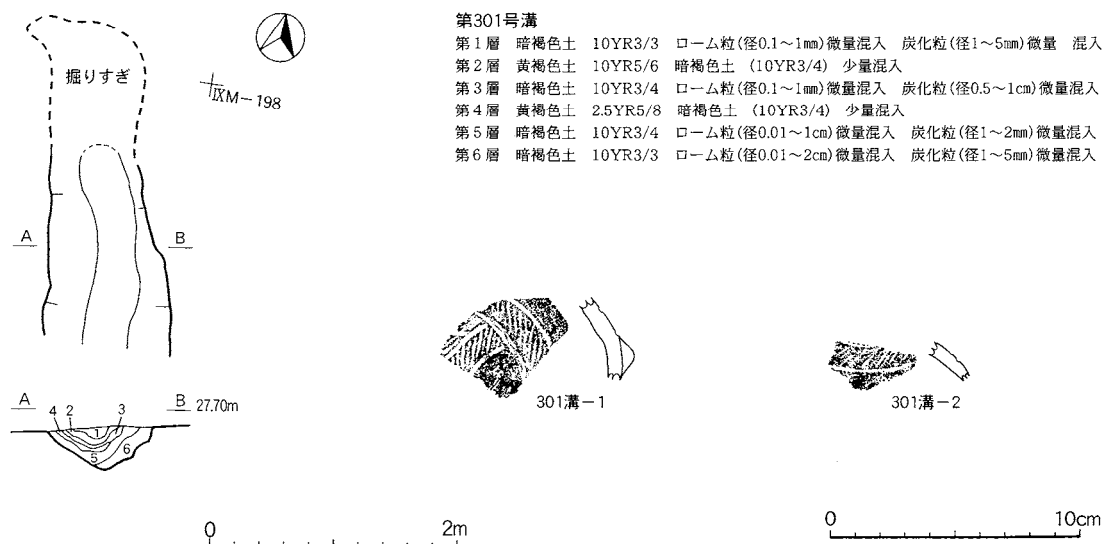 第301号溝
第1層 暗褐色土 10YR3/3 ローム粒(径0.1〜1mm)微量混入 炭化粒(径1〜5mm)微量 混入
第2層 黄褐色土 10YR5/6 暗褐色土 (10YR3/4) 少量混入
第3層 暗褐色土 10YR3/4 ローム粒(径0.1〜1mm)微量混入 炭化粒(径0.5〜1cm)微量混入
第4層 黄褐色土 2.5YR5/8 暗褐色土 (10YR3/4) 少量混入
第5層 暗褐色土 10YR3/4 ローム粒(径0.01〜1cm)微量混入 炭化粒(径1〜2mm)微量混入
第6層 暗褐色土 10YR3/3 ローム粒(径0.01〜2cm)微量混入 炭化粒(径1〜5mm)微量混入
掘りすぎ
ⅨM-198
A B
A B 27.70m
4 2 1 3
5 6
301溝-1
301溝-2
0 2m
0 10cm